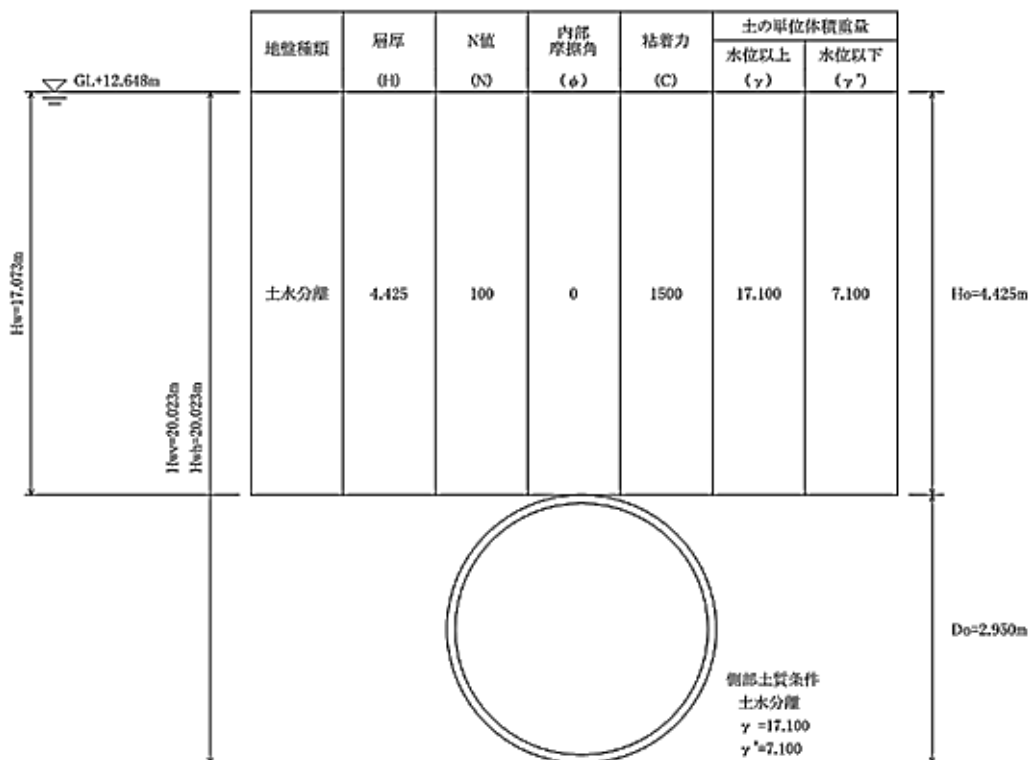 地盤種類
層厚
(H)
N値
(N)
内部
摩擦角
(φ)
粘着力
(C)
土の単位体積重量
水位以上
(γ)
水位以下
(γ')
GL+12.648m
Hw=17.073m
Hwv=20.023m
Hwh=20.023m
土水分離
4.425
100
0
1500
17.100
7.100
Ho=4.425m
Do=2.950m
側部土質条件
土水分離
γ=17.100
γ'=7.100